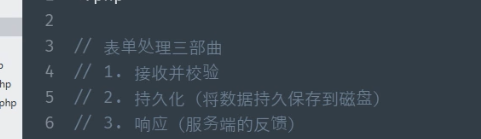 2
3 // 表单处理三部曲
4 // 1. 接收并校验
5 // 2. 持久化（将数据持久保存到磁盘）
6 // 3. 响应（服务端的反馈）
hp
php